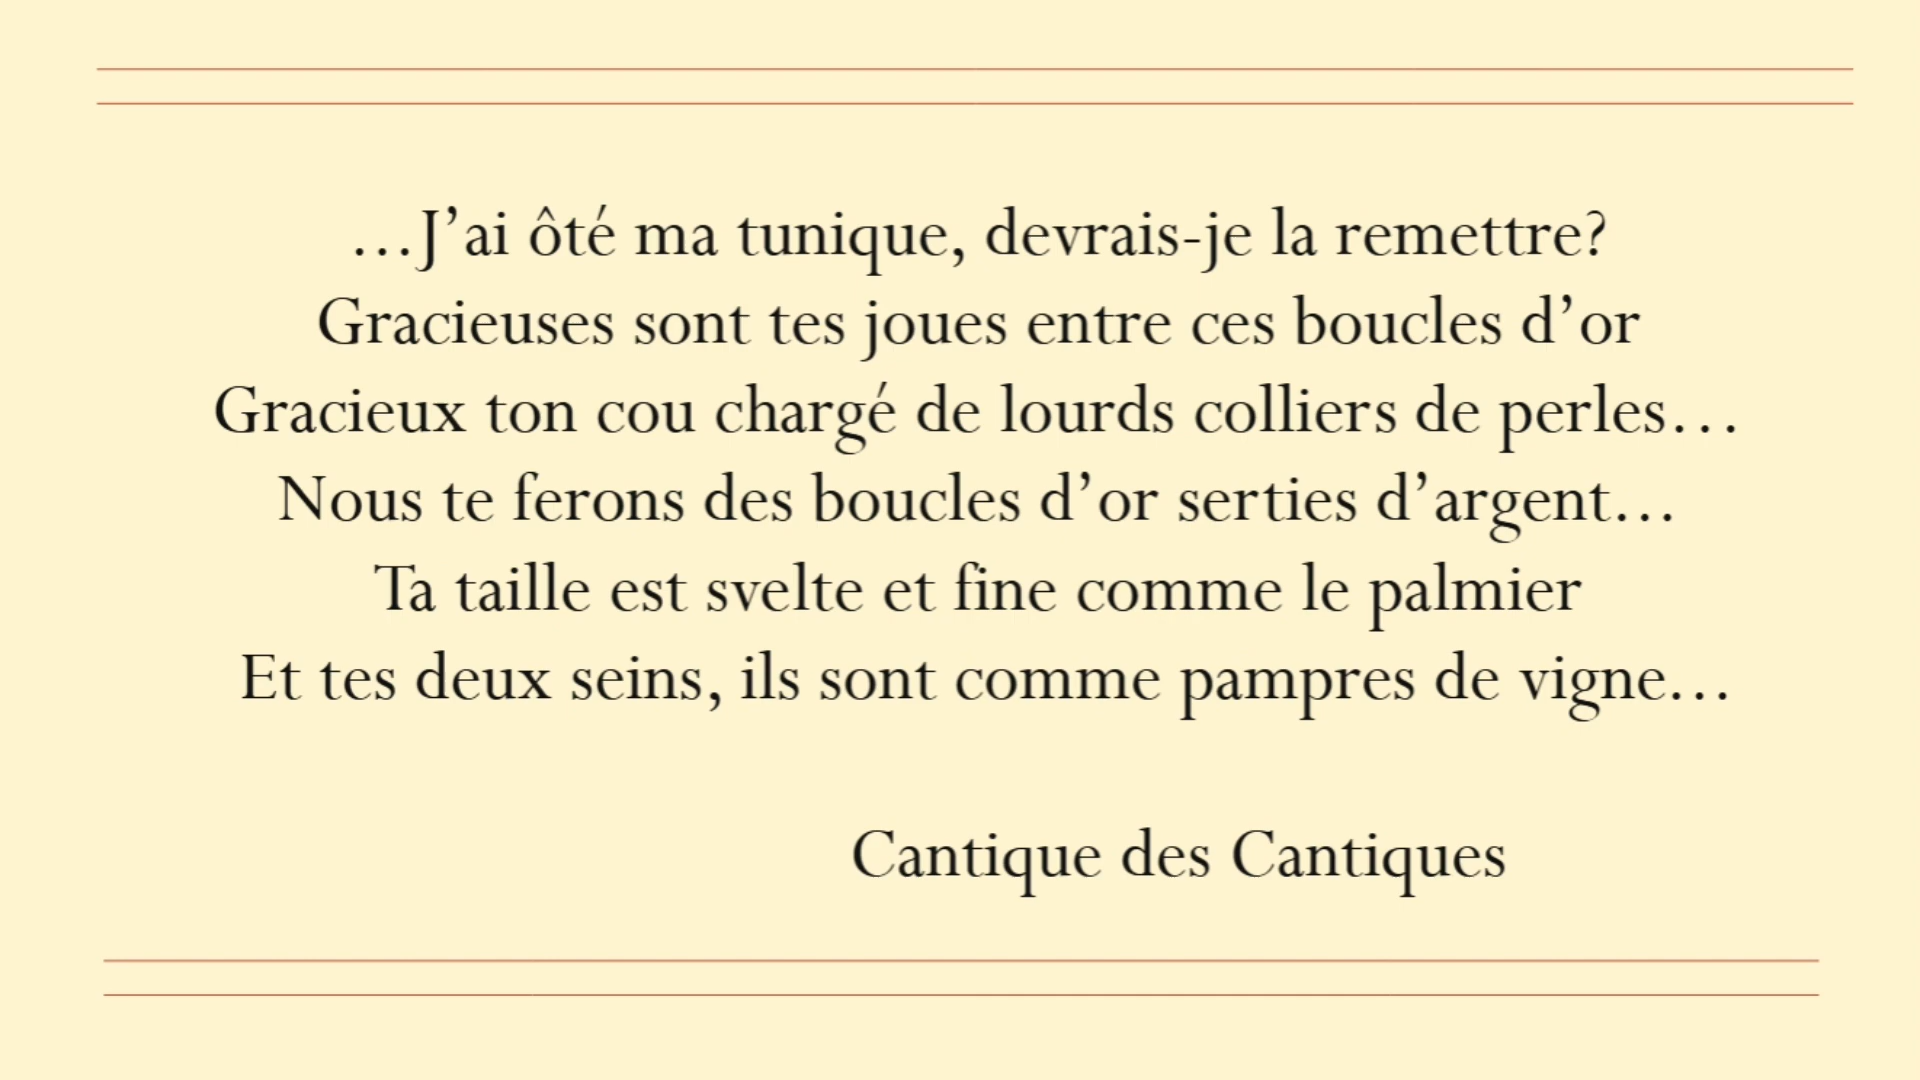 …J’ai ôté ma tunique, devrais-je la remettre?
Gracieuses sont tes joues entre ces boucles d’or
Gracieux ton cou chargé de lourds colliers de perles…
Nous te ferons des boucles d’or serties d’argent…
Ta taille est svelte et fine comme le palmier
Et tes deux seins, ils sont comme pampres de vigne…
Cantique des Cantiques